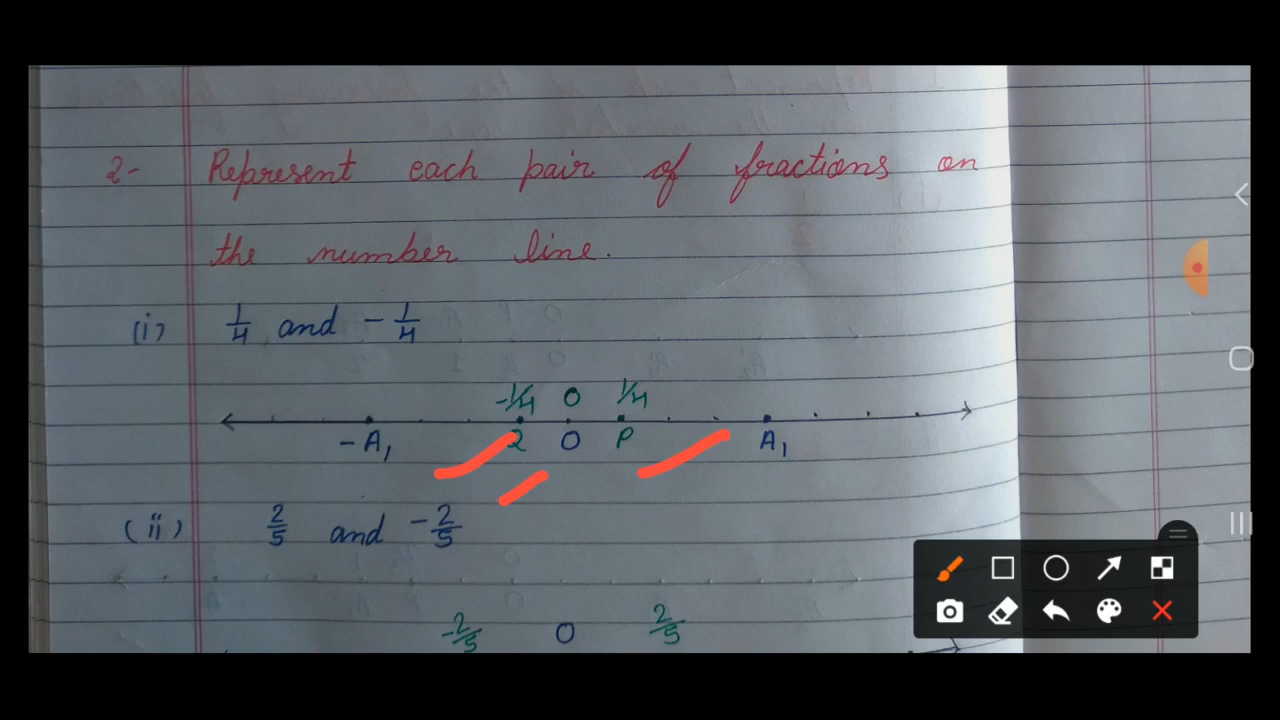 2- Represent each pair of fractions on
the number line.
(i) 1/4 and - 1/4
-1/4 0 1/4
-A₁ Q O P A₁
(ii) 2/5 and -2/5
-2/5 0 2/5